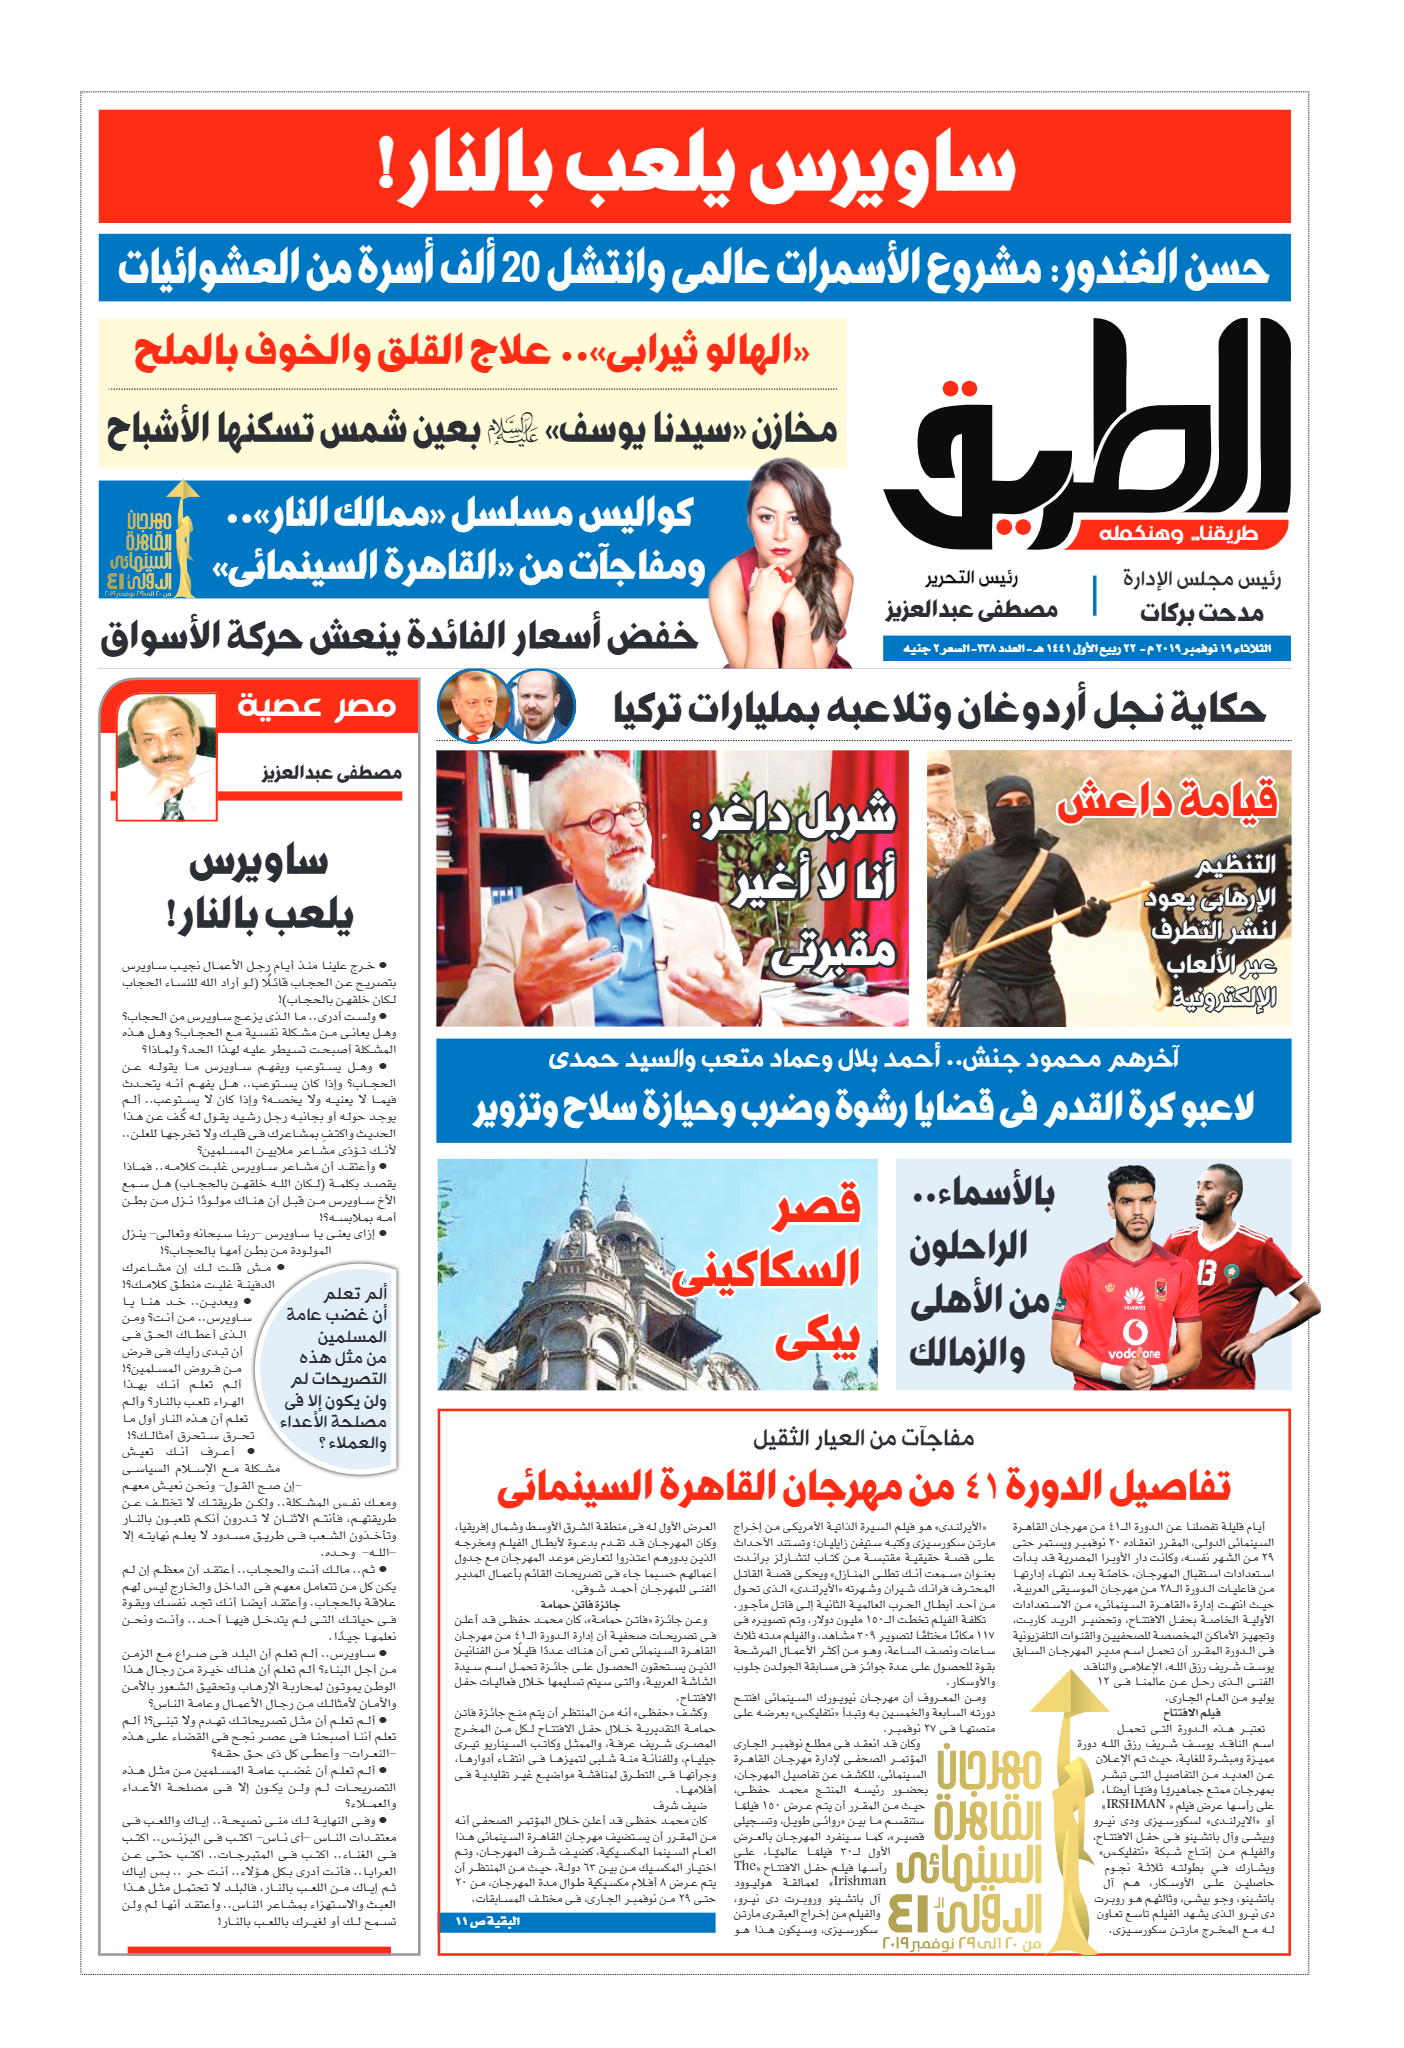 ساويرس يلعب بالنار!
حسن الغندور: مشروع الأسمرات عالمى وانتشل 20 ألف أسرة من العشوائيات
الطريق
طريقنا.. وهنكمله
رئيس مجلس الإدارة
مدحت بركات
رئيس التحرير
مصطفى عبدالعزيز
الثلاثاء ١٩ نوفمبر ٢٠١٩ م - ٢٢ ربيع الأول ١٤٤١ هـ - العدد ٢٣٨ - السعر ٢ جنيه
«الهالو ثيرابى».. علاج القلق والخوف بالملح
مخازن «سيدنا يوسف» عليه السلام بعين شمس تسكنها الأشباح
كواليس مسلسل «ممالك النار»..
ومفاجآت من «القاهرة السينمائى»
مهرجان
القاهرة
السينمائى
الدولى الـ ٤١
من ٢٠ الى ٢٩ نوفمبر ٢٠١٩
خفض أسعار الفائدة ينعش حركة الأسواق
حكاية نجل أردوغان وتلاعبه بمليارات تركيا
قيامة داعش
التنظيم
الإرهابى يعود
لنشر التطرف
عبر الألعاب
الإلكترونية
شربل داغر:
أنا لا أغير
مقبرتى
آخرهم محمود جنش.. أحمد بلال وعماد متعب والسيد حمدى
لاعبو كرة القدم فى قضايا رشوة وضرب وحيازة سلاح وتزوير
بالأسماء..
الراحلون
من الأهلى
والزمالك
13
HUAWEI
vodafone
قصر
السكاكينى
يبكى
مفاجآت من العيار الثقيل
تفاصيل الدورة ٤١ من مهرجان القاهرة السينمائى
أيام قليلة تفصلنا عن الدورة الـ٤١ من مهرجان القاهرة
السينمائى الدولى، المقرر انعقاده ٢٠ نوفمبر ويستمر حتى
٢٩ من الشهر نفسه، وكانت دار الأوبرا المصرية قد بدأت
استعدادات استقبال المهرجان، خاصًة بعد انتهاء إدارتها
من فاعليات الدورة الـ٢٨ من مهرجان الموسيقى العربية،
حيث انتهت إدارة «القاهرة السينمائى» من الاستعدادات
الأولية الخاصة بحفل الافتتاح، وتحضير الريد كاربت،
وتجهيز الأماكن المخصصة للصحفيين والقنوات التلفزيونية
فى الدورة المقرر أن تحمل اسم مدير المهرجان السابق
يوسف شريف رزق الله، الإعلامى والناقد
الفنى الذى رحل عن عالمنا فى ١٢
يوليو من العام الجارى.
فيلم الافتتاح
تعتبر هذه الدورة التى تحمل
اسم الناقد يوسف شريف رزق الله دورة
مميزة ومبشرة للغاية، حيث تم الإعلان
عن العديد من التفاصيل التى تبشر
بمهرجان ممتع جماهيريًا وفنيًا أيضًا،
على رأسها عرض فيلم « IRSHMAN»
أو «الايرلندى» لسكورسيزى ودى نيرو
وبيشى وآل باتشينو فى حفل الافتتاح،
والفيلم من إنتاج شبكة «نتفليكس»
ويشارك فى بطولته ثلاثة نجوم
حاصلين على الأوسكار، هم آل
باتشينو، وجو بيشى، وثالثهم هو روبرت
دى نيرو الذى يشهد الفيلم تاسع تعاون
له مع المخرج مارتن سكورسيزى.
«الأيرلندى» هو فيلم السيرة الذاتية الأمريكى من إخراج
مارتن سكورسيزى وكتبه ستيفن زايليان؛ وتستند الأحداث
على قصة حقيقية مقتبسة من كتاب لتشارلز براندت
بعنوان «سمعت أنك تطلى المنازل» ويحكى قصة القاتل
المحترف فرانك شيران وشهرته «الأيرلندى» الذى تحول
من أحد أبطال الحرب العالمية الثانية إلى قاتل مأجور.
تكلفة الفيلم تخطت الـ١٥٠ مليون دولار، وتم تصويره فى
١١٧ مكانًا مختلفًا لتصوير ٣٠٩ مشاهد، والفيلم مدته ثلاث
ساعات ونصف الساعة، وهو من أكثر الأعمال المرشحة
بقوة للحصول على عدة جوائز فى مسابقة الجولدن جلوب
والأوسكار.
ومن المعروف أن مهرجان نيويورك السينمائى افتتح
دورته السابعة والخمسين به وتبدأ «نتفليكس» بعرضه على
منصتها فى ٢٧ نوفمبر.
وكان قد انعقد فى مطلع نوفمبر الجارى
المؤتمر الصحفى لإدارة مهرجان القاهرة
السينمائى، للكشف عن تفاصيل المهرجان،
بحضور رئيسه المنتج محمد حفظى،
حيث من المقرر أن يتم عرض ١٥٠ فيلمًا
ستنقسم ما بين «روائى طويل، وتسجيلى
قصير»، كما سينفرد المهرجان بالعرض
الأول لـ٣٠ فيلمًا عالميًا، على
رأسها فيلم حفل الافتتاح «The
Irishman» لعمالقة هوليوود
آل باتشينو وروبرت دى نيرو،
والفيلم من إخراج العبقرى مارتن
سكورسيزى، وسيكون هذا هو
العرض الأول له فى منطقة الشرق الأوسط وشمال إفريقيا،
وكان المهرجان قد تقدم بدعوة لأبطال الفيلم ومخرجه
الذين بدورهم اعتذروا لتعارض موعد المهرجان مع جدول
أعمالهم حسبما جاء فى تصريحات القائم بأعمال المدير
الفنى للمهرجان أحمد شوقى.
جائزة فاتن حمامة
وعن جائزة «فاتن حمامة»، كان محمد حفظى قد أعلن
فى تصريحات صحفية أن إدارة الدورة الـ٤١ من مهرجان
القاهرة السينمائى تعى أن هناك عددًا قليلًا من الفنانين
الذين يستحقون الحصول على جائزة تحمل اسم سيدة
الشاشة العربية، والتى سيتم تسليمها خلال فعاليات حفل
الافتتاح.
وكشف «حفظى» أنه من المنتظر أن يتم منح جائزة فاتن
حمامة التقديرية خلال حفل الافتتاح لكل من المخرج
المصرى شريف عرفة، والممثل وكاتب السيناريو تيرى
جيليام، وللفنانة منة شلبى لتميزها فى انتقاء أدوارها،
وجرأتها فى التطرق لمناقشة مواضيع غير تقليدية فى
أفلامها.
ضيف شرف
كان محمد حفظى قد أعلن خلال المؤتمر الصحفى أنه
من المقرر أن يستضيف مهرجان القاهرة السينمائى هذا
العام السينما المكسيكية، كضيف شرف المهرجان، وتم
اختيار المكسيك من بين ٦٣ دولة، حيث من المنتظر أن
يتم عرض ٨ أفلام مكسيكية طوال مدة المهرجان، من ٢٠
حتى ٢٩ من نوفمبر الجارى، فى مختلف المسابقات.
البقية ص ١١
مهرجان
القاهرة
السينمائى
الدولى الـ ٤١
من ٢٠ الى ٢٩ نوفمبر ٢٠١٩
مصر عصية
مصطفى عبدالعزيز
ساويرس
يلعب بالنار!
● خرج علينا منذ أيام رجل الأعمال نجيب ساويرس
بتصريح عن الحجاب قائلًا (لو أراد الله للنساء الحجاب
لكان خلقهن بالحجاب)!
● ولست أدرى.. ما الذى يزعج ساويرس من الحجاب؟
وهل يعانى من مشكلة نفسية مع الحجاب؟ وهل هذه
المشكلة أصبحت تسيطر عليه لهذا الحد؟ ولماذا؟
● وهل يستوعب ويفهم ساويرس ما يقوله عن
الحجاب؟ وإذا كان يستوعب.. هل يفهم أنه يتحدث
فيما لا يعنيه ولا يخصه؟ وإذا كان لا يستوعب.. ألم
يوجد حوله أو بجانبه رجل رشيد يقول له كُف عن هذا
الحديث واكتفِ بمشاعرك فى قلبك ولا تخرجها للعلن..
لأنك تؤذى مشاعر ملايين المسلمين؟
● وأعتقد أن مشاعر ساويرس غلبت كلامه.. فماذا
يقصد بكلمة (لكان الله خلقهن بالحجاب) هل سمع
الأخ ساويرس من قبل أن هناك مولودًا نزل من بطن
أمه بملابسه؟!
● إزاى يعنى يا ساويرس -ربنا سبحانه وتعالى- ينزل
المولودة من بطن أمها بالحجاب؟!
● مش قلت لك إن مشاعرك
الدفينة غلبت منطق كلامك؟!
● وبعدين.. خد هنا يا
ساويرس.. من أنت؟ ومن
الذى أعطاك الحق فى
أن تبدى رأيك فى فرض
من فروض المسلمين؟!
ألم تعلم أنك بهذا
الهراء تلعب بالنار؟ وألم
تعلم أن هذه النار أول ما
تحرق ستحرق أمثالك؟!
● أعرف أنك تعيش
مشكلة مع الإسلام السياسى
-إن صح القول- ونحن نعيش معهم
ومعك نفس المشكلة.. ولكن طريقتك لا تختلف عن
طريقتهم، فأنتم الاثنان لا تدرون أنكم تلعبون بالنار
وتأخذون الشعب فى طريق مسدود لا يعلم نهايته إلا
-الله- وحده.
● ثم.. مالك أنت والحجاب.. أعتقد أن معظم إن لم
يكن كل من تتعامل معهم فى الداخل والخارج ليس لهم
علاقة بالحجاب. وأعتقد أيضا أنك تجد نفسك وبقوة
فى حياتك التى لم يتدخل فيها أحد.. وأنت ونحن
نعلمها جيدًا.
● ساويرس.. ألم تعلم أن البلد فى صراع مع الزمن
من أجل البناء؟ ألم تعلم أن هناك خيرة من رجال هذا
الوطن يموتون لمحاربة الإرهاب وتحقيق الشعور بالأمن
والأمان لأمثالك من رجال الأعمال وعامة الناس؟
● ألم تعلم أن مثل تصريحاتك تهدم ولا تبنى؟! ألم
تعلم أننا أصبحنا فى عصر نجح فى القضاء على هذه
-النعرات- وأعطى كل ذى حق حقه؟
● ألم تعلم أن غضب عامة المسلمين من مثل هذه
التصريحات لم ولن يكون إلا فى مصلحة الأعداء
والعملاء؟
● وفى النهاية لك منى نصيحة.. إياك واللعب فى
معتقدات الناس -أى ناس- اكتب فى البزنس.. اكتب
فى الغناء.. اكتب فى المتبرجات.. اكتب حتى عن
العرايا.. فأنت أدرى بكل هؤلاء.. أنت حر .. بس إياك
ثم إياك من اللعب بالنار، فالبلد لا تحتمل مثل هذا
العبث والاستهزاء بمشاعر الناس.. وأعتقد أنها لم ولن
تسمح لك أو لغيرك باللعب بالنار!
ألم تعلم
أن غضب عامة
المسلمين
من مثل هذه
التصريحات لم
ولن يكون إلا فى
مصلحة الأعداء
والعملاء ؟